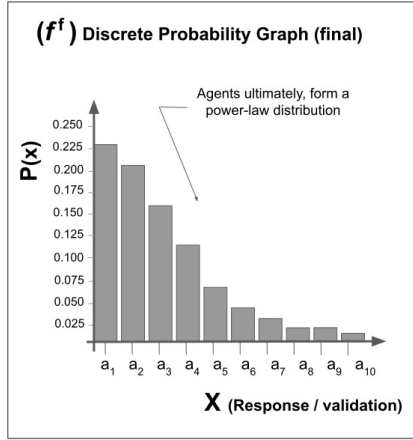 (f^f) Discrete Probability Graph (final)
Agents ultimately, form a
power-law distribution
P(x)
0.250
0.225
0.200
0.175
0.150
0.125
0.100
0.075
0.050
0.025
a₁ a₂ a₃ a₄ a₅ a₆ a₇ a₈ a₉ a₁₀
X (Response / validation)